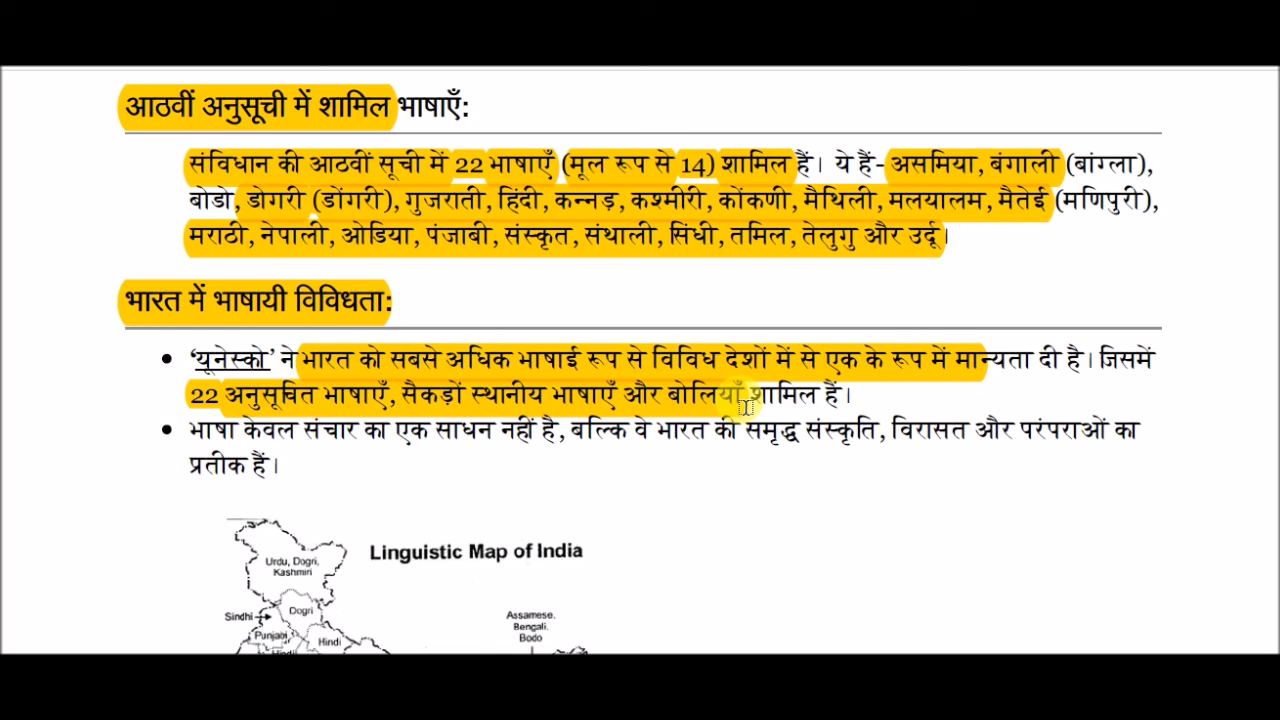 आठवीं अनुसूची में शामिल भाषाएँ:
संविधान की आठवीं सूची में 22 भाषाएँ (मूल रूप से 14) शामिल हैं। ये हैं- असमिया, बंगाली (बांग्ला),
बोडो, डोगरी (डोंगरी), गुजराती, हिंदी, कन्नड़, कश्मीरी, कोंकणी, मैथिली, मलयालम, मैतेई (मणिपुरी),
मराठी, नेपाली, ओडिया, पंजाबी, संस्कृत, संथाली, सिंधी, तमिल, तेलुगु और उर्दू।
भारत में भाषायी विविधता:
• 'यूनेस्को' ने भारत को सबसे अधिक भाषाई रूप से विविध देशों में से एक के रूप में मान्यता दी है। जिसमें
22 अनुसूचित भाषाएँ, सैकड़ों स्थानीय भाषाएँ और बोलियाँ शामिल हैं।
• भाषा केवल संचार का एक साधन नहीं है, बल्कि वे भारत की समृद्ध संस्कृति, विरासत और परंपराओं का
प्रतीक हैं।
Linguistic Map of India
Urdu, Dogri,
Kashmiri
Dogri
Sindhi
Punjabi
Hindi
Assamese,
Bengali,
Bodo